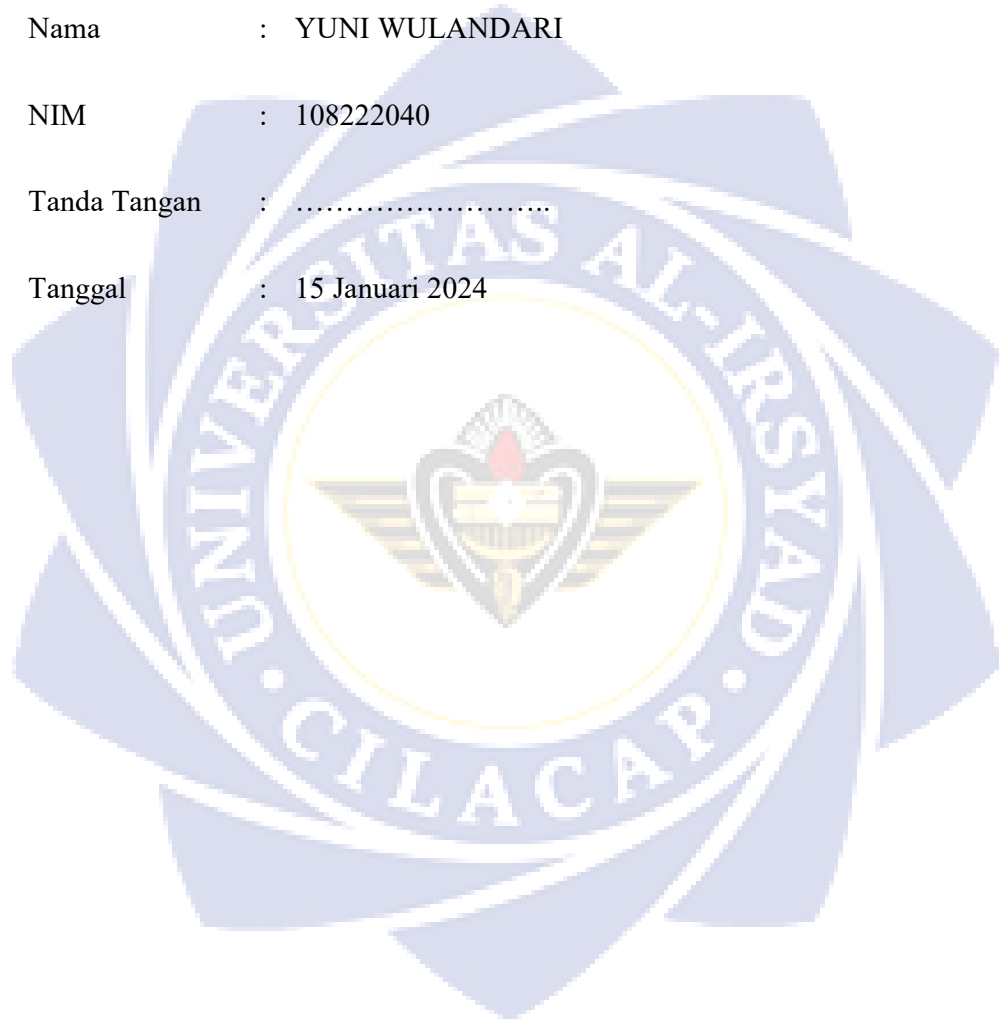 Nama : YUNI WULANDARI
NIM : 108222040
Tanda Tangan : ……………………..
Tanggal : 15 Januari 2024
UNIVERSITAS AL-IRSYAD
• CILACAP •